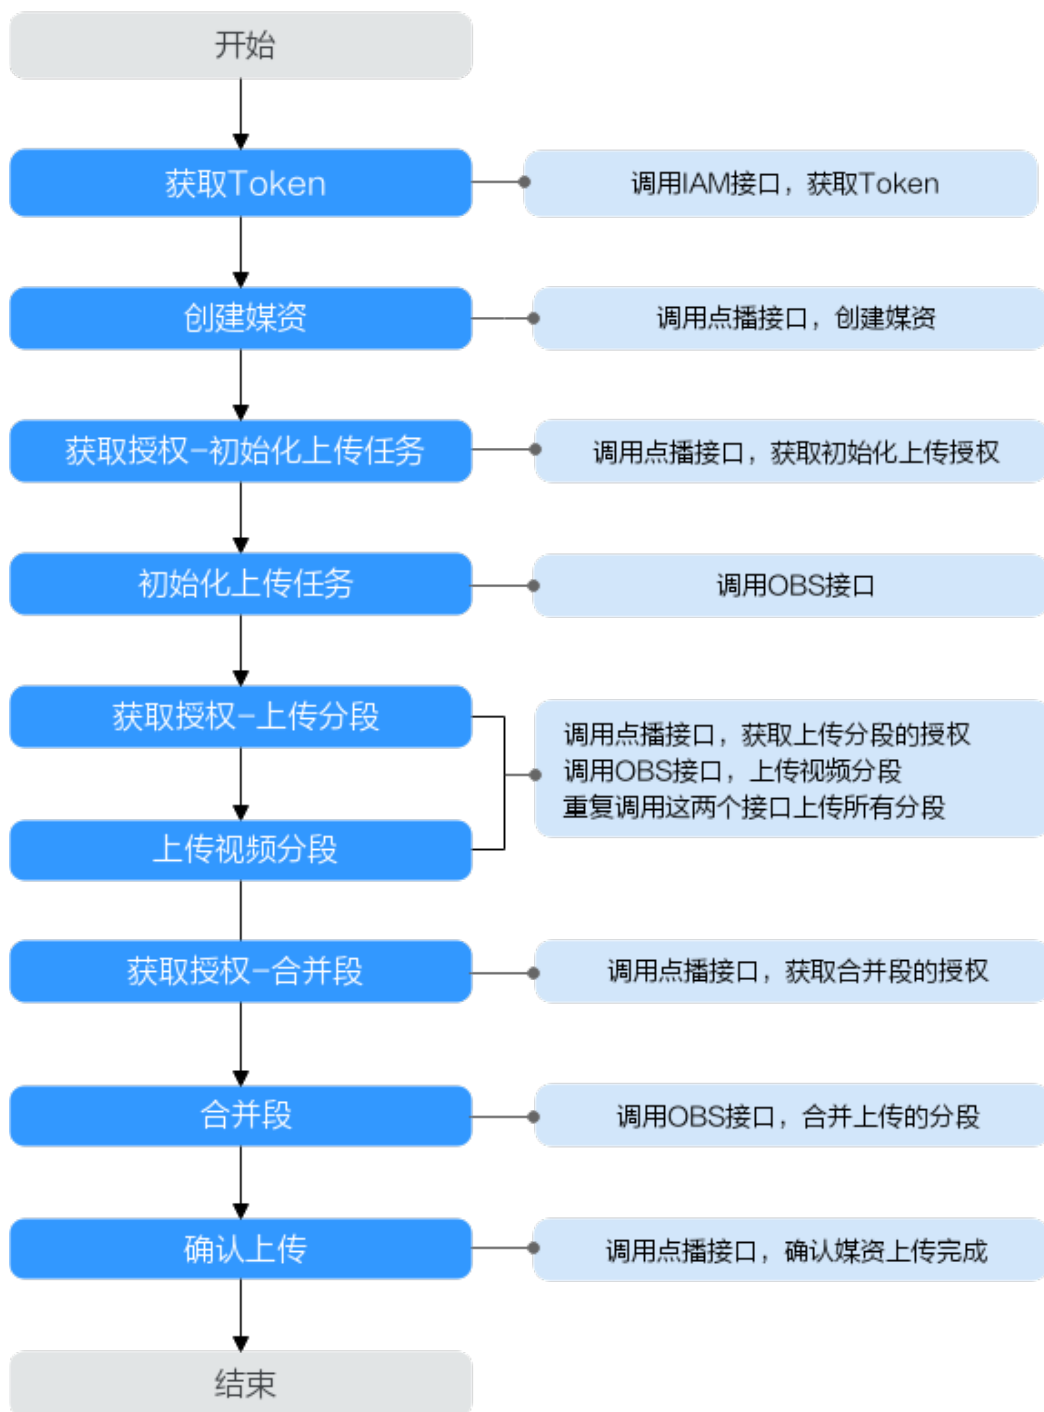 开始
获取Token
调用IAM接口，获取Token
创建媒资
调用点播接口，创建媒资
获取授权-初始化上传任务
调用点播接口，获取初始化上传授权
初始化上传任务
调用OBS接口
获取授权-上传分段
调用点播接口，获取上传分段的授权
调用OBS接口，上传视频分段
重复调用这两个接口上传所有分段
上传视频分段
获取授权-合并段
调用点播接口，获取合并段的授权
合并段
调用OBS接口，合并上传的分段
确认上传
调用点播接口，确认媒资上传完成
结束